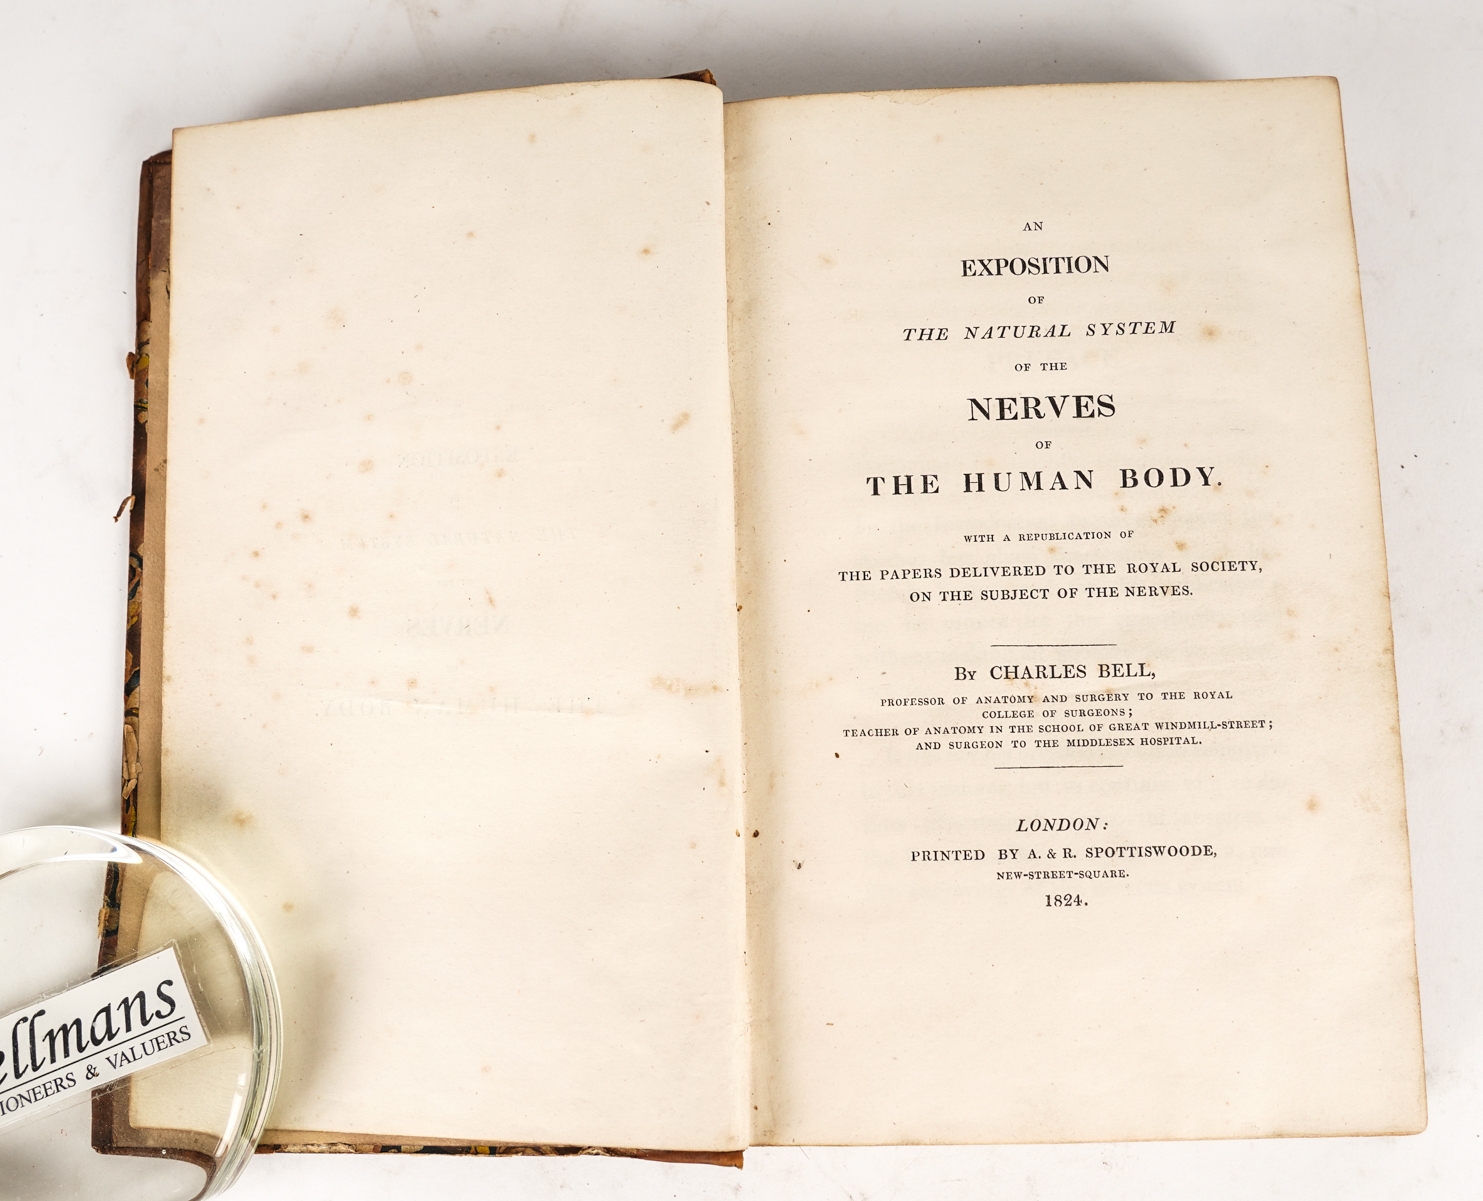 AN
EXPOSITION
OF
THE NATURAL SYSTEM
OF THE
NERVES
OF
THE HUMAN BODY.
WITH A REPUBLICATION OF
THE PAPERS DELIVERED TO THE ROYAL SOCIETY,
ON THE SUBJECT OF THE NERVES.
By CHARLES BELL,
PROFESSOR OF ANATOMY AND SURGERY TO THE ROYAL
COLLEGE OF SURGEONS;
TEACHER OF ANATOMY IN THE SCHOOL OF GREAT WINDMILL-STREET;
AND SURGEON TO THE MIDDLESEX HOSPITAL.
LONDON:
PRINTED BY A. & R. SPOTTISWOODE,
NEW-STREET-SQUARE.
1824.
ellmans
IONEERS & VALUERS